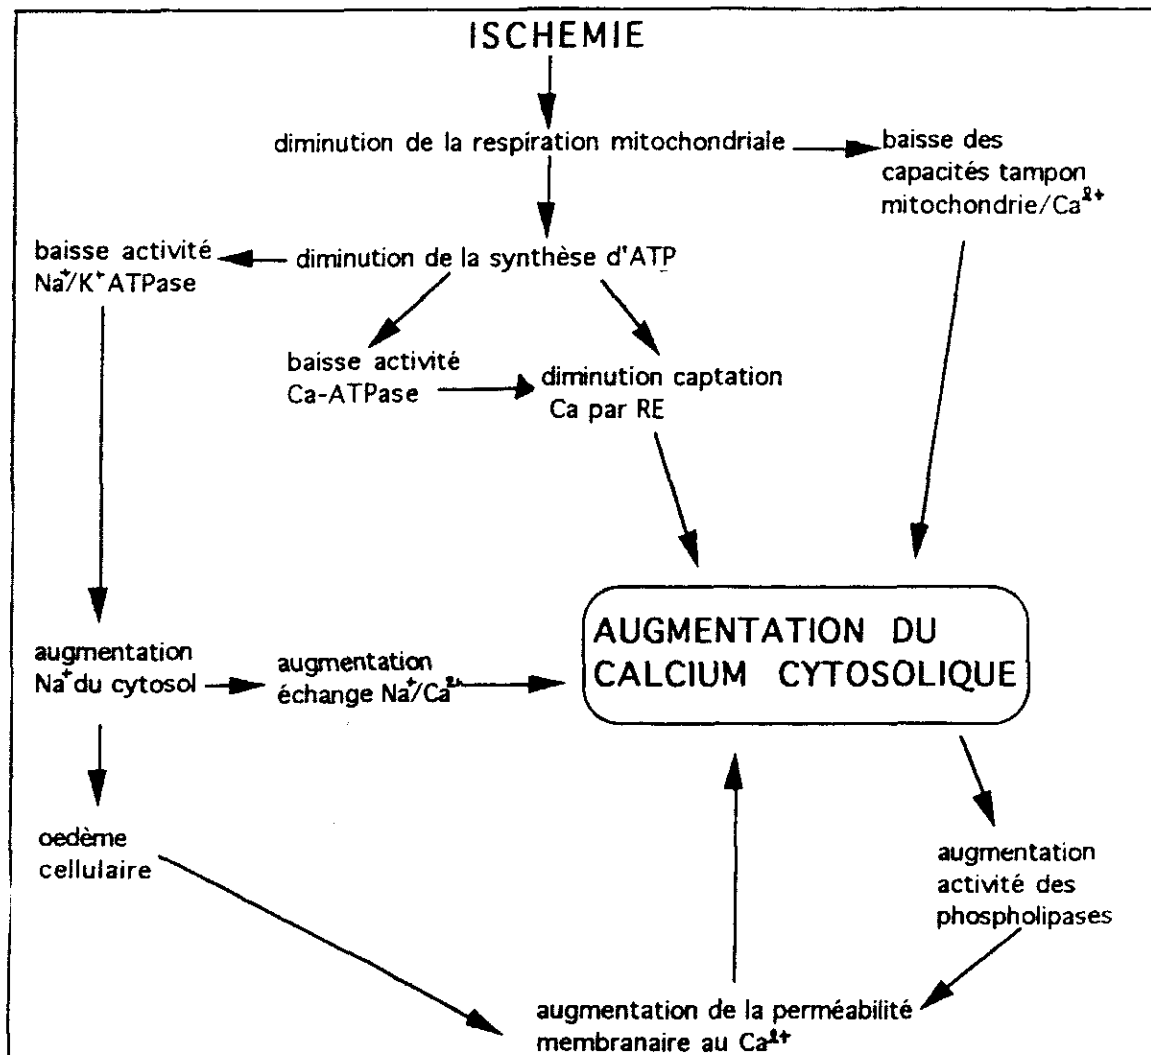 ISCHEMIE
diminution de la respiration mitochondriale
baisse des
capacités tampon
mitochondrie/Ca²⁺
baisse activité
Na⁺/K⁺ ATPase
diminution de la synthèse d'ATP
baisse activité
Ca-ATPase
diminution captation
Ca par RE
AUGMENTATION DU
CALCIUM CYTOSOLIQUE
augmentation
Na⁺ du cytosol
augmentation
échange Na⁺/Ca²⁺
oedème
cellulaire
augmentation
activité des
phospholipases
augmentation de la perméabilité
membranaire au Ca²⁺